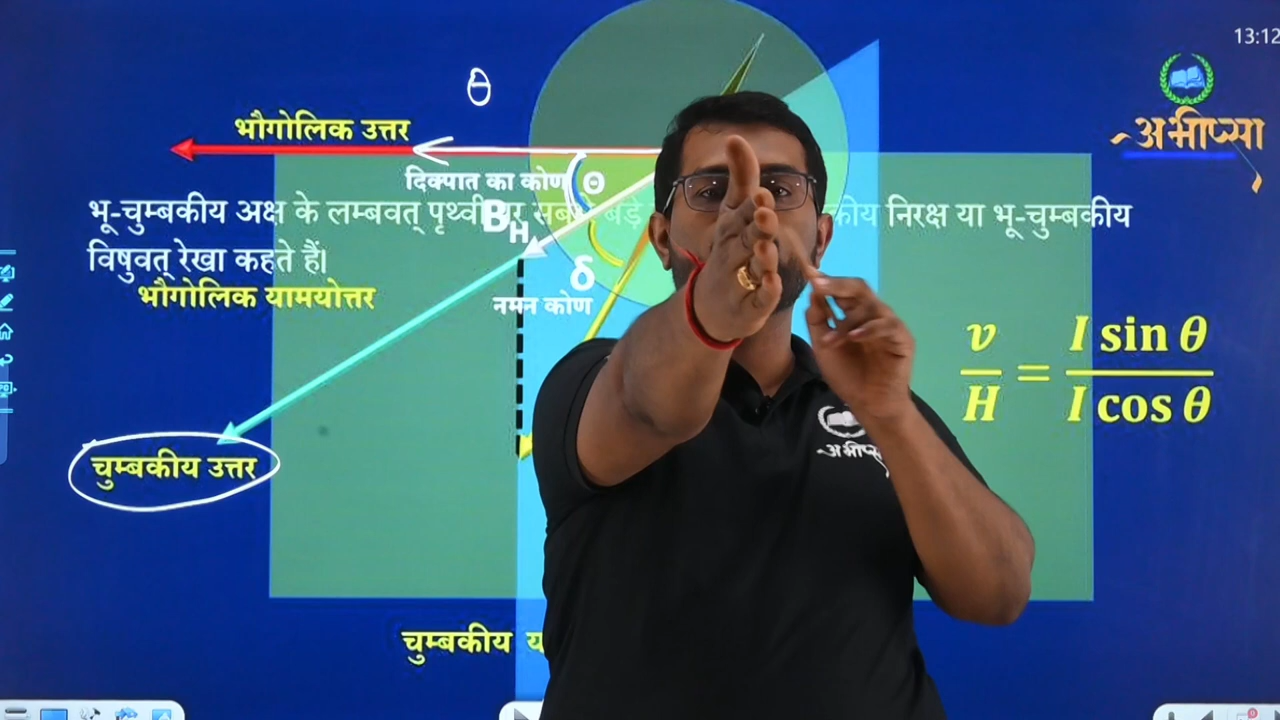 13:12
अभीप्सा
θ
भौगोलिक उत्तर
दिक्पात का कोण Θ
भू-चुम्बकीय अक्ष के लम्बवत् पृथ्वी
निरक्ष या भू-चुम्बकीय
B_H
विषुवत् रेखा कहते हैं।
δ
भौगोलिक यामयोत्तर
नमन कोण
v/H = I sin θ/I cos θ
चुम्बकीय उत्तर
चुम्बकीय